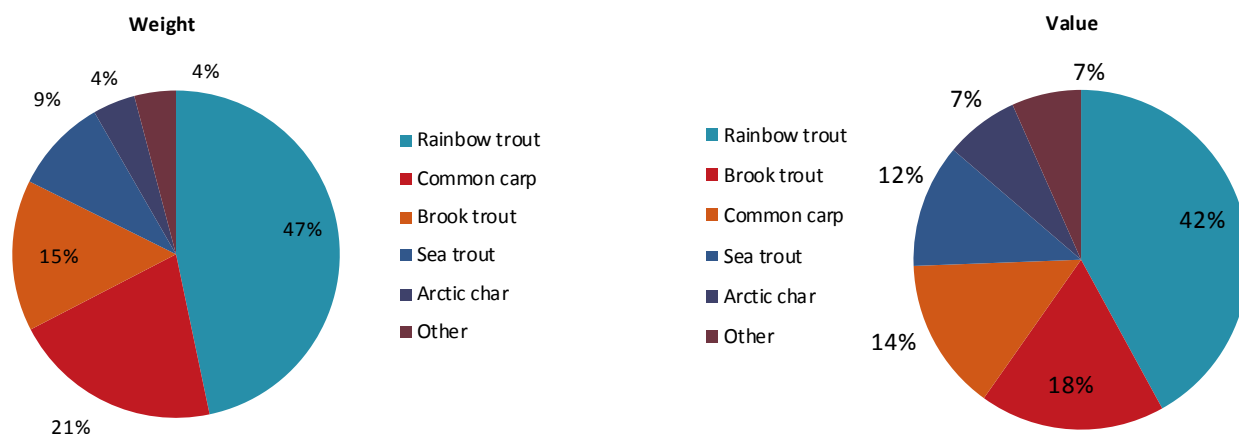 Weight
4%
4%
9%
47%
15%
21%
Rainbow trout
Common carp
Brook trout
Sea trout
Arctic char
Other
Value
7%
7%
12%
42%
14%
18%
Rainbow trout
Brook trout
Common carp
Sea trout
Arctic char
Other